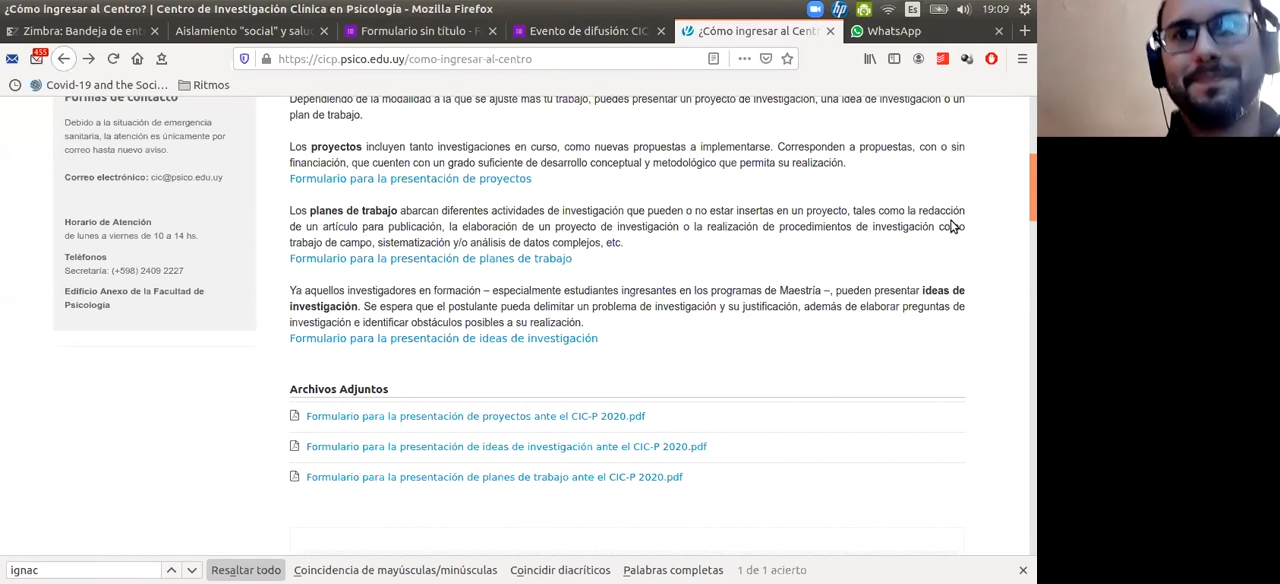 ¿Cómo ingresar al Centro? | Centro de Investigación Clínica en Psicología - Mozilla Firefox
Es
19:09
Zimbra: Bandeja de ent
Aislamiento "social" y saluc
Formulario sin título - F
Evento de difusión: CIC
¿Cómo ingresar al Centr
WhatsApp
455
https://cicp.psico.edu.uy/como-ingresar-al-centro
Covid-19 and the Soci…
Ritmos
Formas de contacto
Debido a la situación de emergencia
sanitaria, la atención es únicamente por
correo hasta nuevo aviso.
Correo electrónico: cic@psico.edu.uy
Horario de Atención
de lunes a viernes de 10 a 14 hs.
Teléfonos
Secretaría: (+598) 2409 2227
Edificio Anexo de la Facultad de
Psicología
Dependiendo de la modalidad a la que se ajuste más tu trabajo, puedes presentar un proyecto de investigación, una idea de investigación o un
plan de trabajo.
Los proyectos incluyen tanto investigaciones en curso, como nuevas propuestas a implementarse. Corresponden a propuestas, con o sin
financiación, que cuenten con un grado suficiente de desarrollo conceptual y metodológico que permita su realización.
Formulario para la presentación de proyectos
Los planes de trabajo abarcan diferentes actividades de investigación que pueden o no estar insertas en un proyecto, tales como la redacción
de un artículo para publicación, la elaboración de un proyecto de investigación o la realización de procedimientos de investigación como
trabajo de campo, sistematización y/o análisis de datos complejos, etc.
Formulario para la presentación de planes de trabajo
Ya aquellos investigadores en formación – especialmente estudiantes ingresantes en los programas de Maestría –, pueden presentar ideas de
investigación. Se espera que el postulante pueda delimitar un problema de investigación y su justificación, además de elaborar preguntas de
investigación e identificar obstáculos posibles a su realización.
Formulario para la presentación de ideas de investigación
Archivos Adjuntos
Formulario para la presentación de proyectos ante el CIC-P 2020.pdf
Formulario para la presentación de ideas de investigación ante el CIC-P 2020.pdf
Formulario para la presentación de planes de trabajo ante el CIC-P 2020.pdf
ignac
Resaltar todo
Coincidencia de mayúsculas/minúsculas
Coincidir diacríticos
Palabras completas
1 de 1 acierto